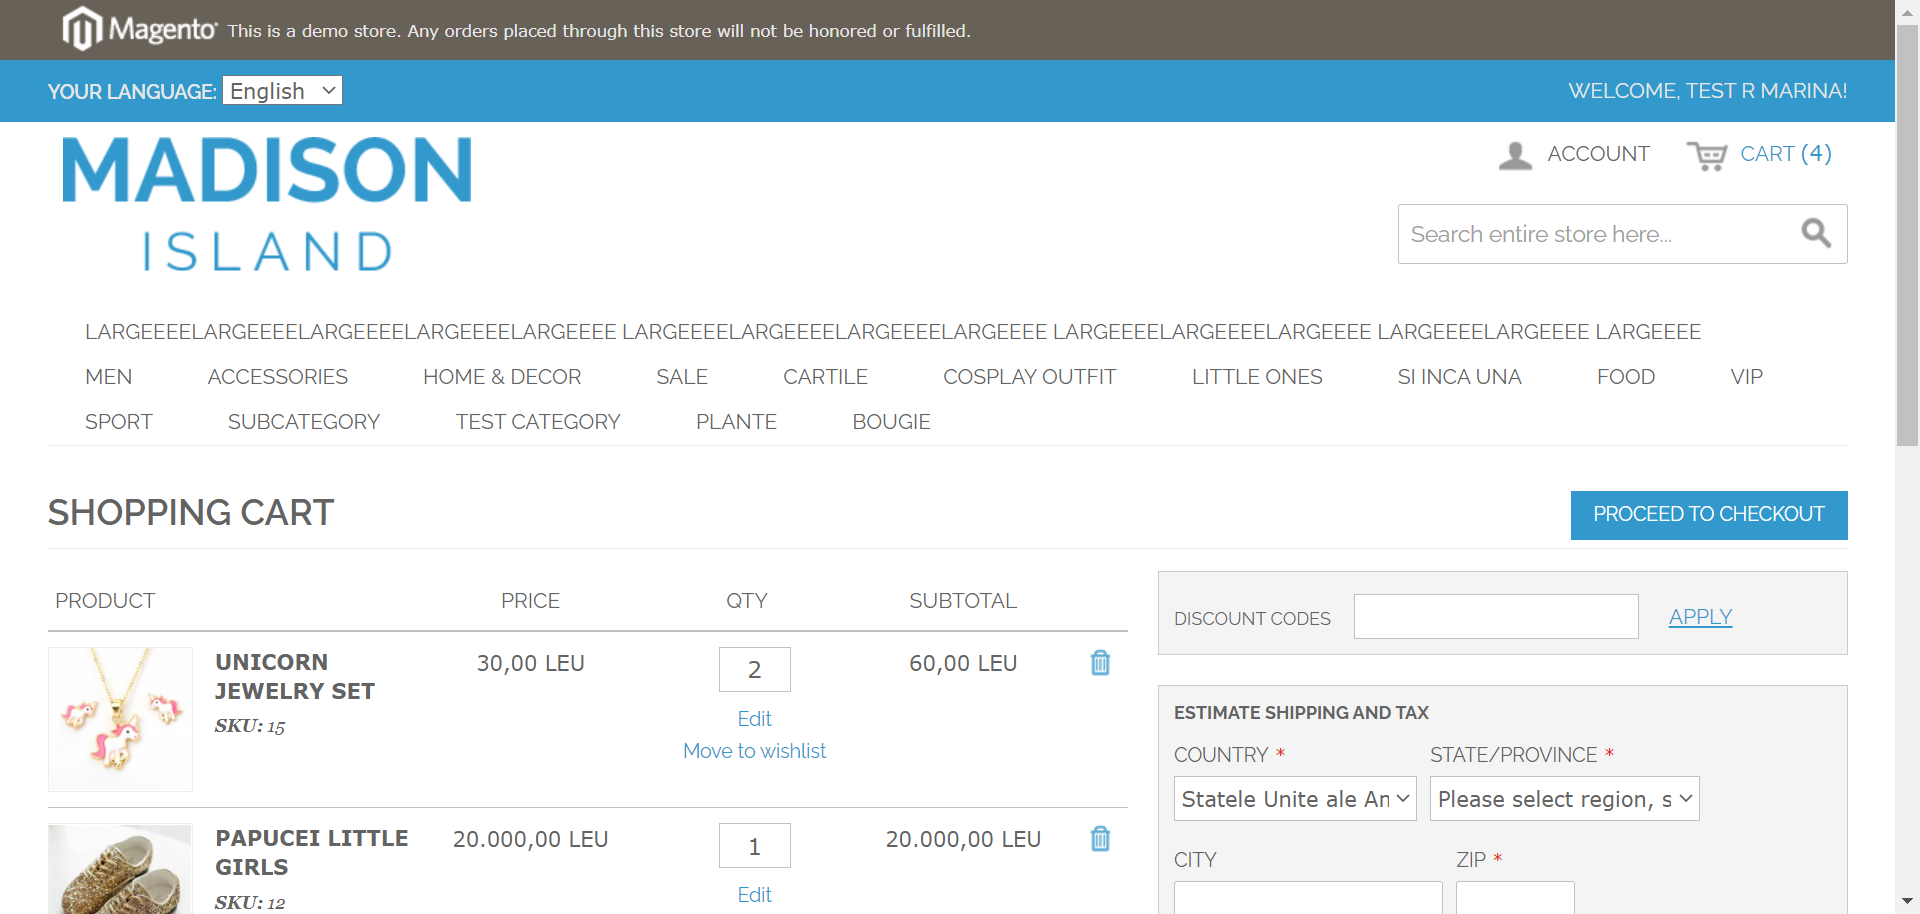 Magento This is a demo store. Any orders placed through this store will not be honored or fulfilled.
YOUR LANGUAGE: English
WELCOME, TEST R MARINA!
MADISON
ISLAND
ACCOUNT CART (4)
Search entire store here...
LARGEEEELARGEEEELARGEEEELARGEEEELARGEEEE LARGEEEELARGEEEELARGEEEELARGEEEE LARGEEEELARGEEEELARGEEEE LARGEEEELARGEEEE LARGEEEE
MEN ACCESSORIES HOME & DECOR SALE CARTILE COSPLAY OUTFIT LITTLE ONES SI INCA UNA FOOD VIP
SPORT SUBCATEGORY TEST CATEGORY PLANTE BOUGIE
SHOPPING CART
PROCEED TO CHECKOUT
PRODUCT PRICE QTY SUBTOTAL
UNICORN JEWELRY SET 30,00 LEU 2 60,00 LEU
SKU: 15
Edit
Move to wishlist
PAPUCEI LITTLE GIRLS 20.000,00 LEU 1 20.000,00 LEU
SKU: 12
Edit
DISCOUNT CODES APPLY
ESTIMATE SHIPPING AND TAX
COUNTRY * STATE/PROVINCE *
Statele Unite ale Am Please select region, s
CITY ZIP *